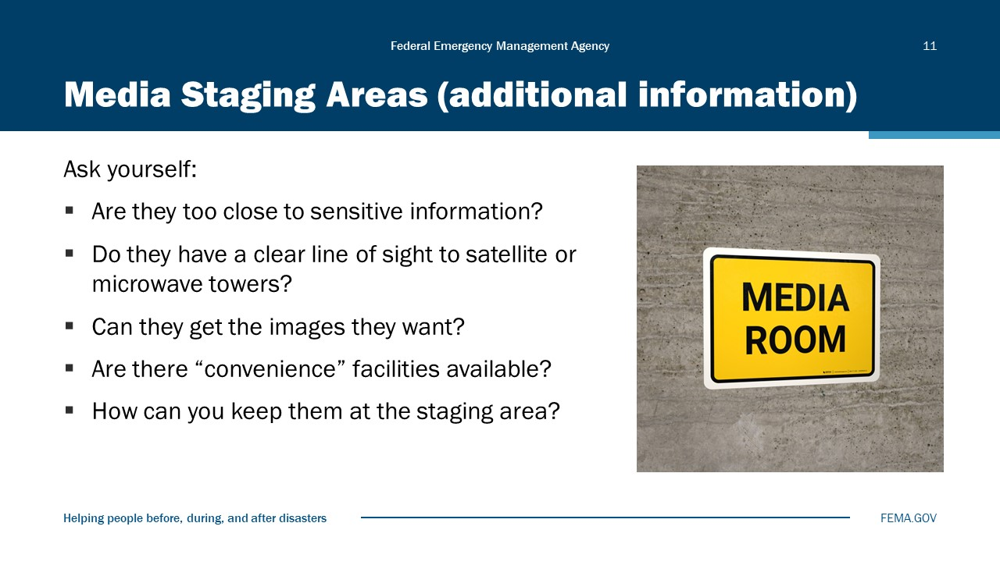 Federal Emergency Management Agency
11
Media Staging Areas (additional information)
Ask yourself:
▪ Are they too close to sensitive information?
▪ Do they have a clear line of sight to satellite or
microwave towers?
▪ Can they get the images they want?
▪ Are there “convenience” facilities available?
▪ How can you keep them at the staging area?
MEDIA
ROOM
Helping people before, during, and after disasters
FEMA.GOV